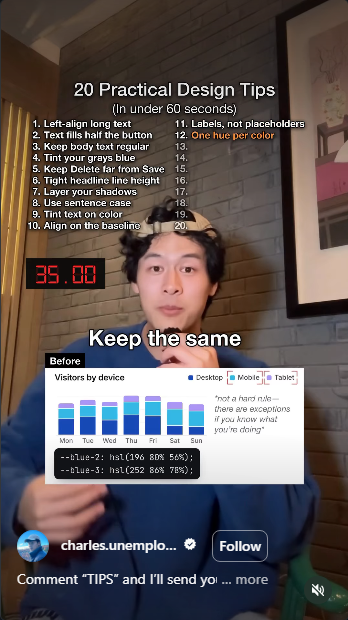 20 Practical Design Tips
(In under 60 seconds)
1. Left-align long text
2. Text fills half the button
3. Keep body text regular
4. Tint your grays blue
5. Keep Delete far from Save
6. Tight headline line height
7. Layer your shadows
8. Use sentence case
9. Tint text on color
10. Align on the baseline
11. Labels, not placeholders
12. One hue per color
13.
14.
15.
16.
17.
18.
19.
20.
35.00
Keep the same
Before
Visitors by device
Desktop Mobile Tablet
Mon Tue Wed Thu Fri Sat Sun
"not a hard rule—
there are exceptions
if you know what
you're doing"
--blue-2: hsl(196 80% 56%);
--blue-3: hsl(252 86% 78%);
charles.unemplo... Follow
Comment “TIPS” and I’ll send you ... more